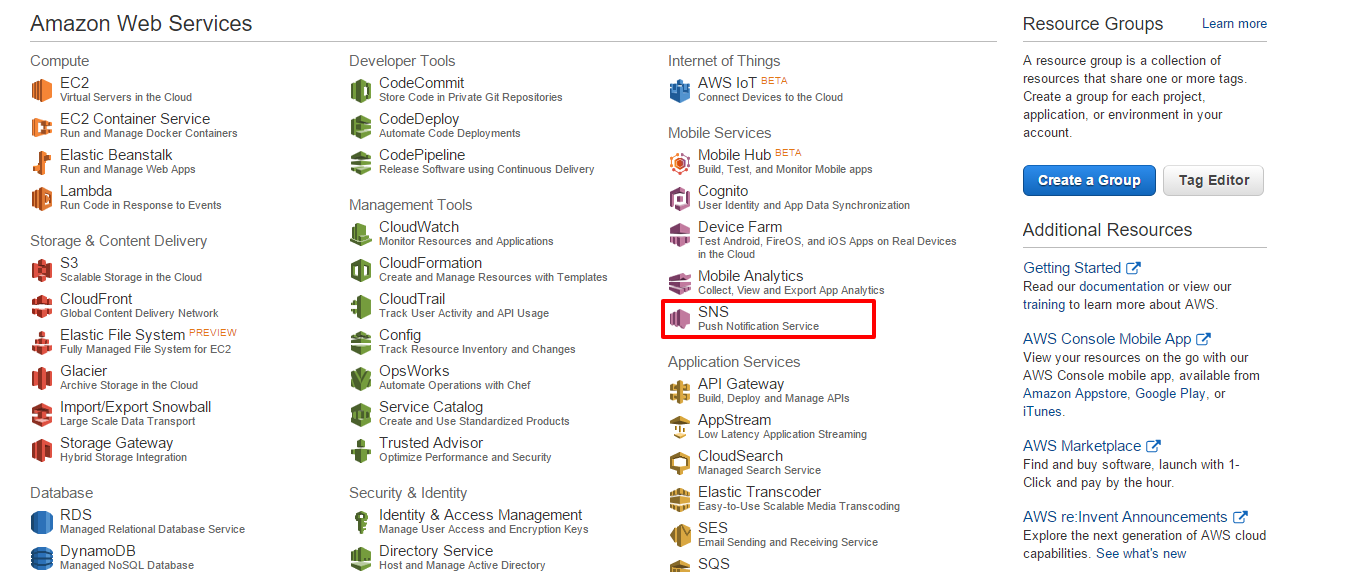 Amazon Web Services
Compute
EC2
Virtual Servers in the Cloud
EC2 Container Service
Run and Manage Docker Containers
Elastic Beanstalk
Run and Manage Web Apps
Lambda
Run Code in Response to Events
Storage & Content Delivery
S3
Scalable Storage in the Cloud
CloudFront
Global Content Delivery Network
Elastic File System PREVIEW
Fully Managed File System for EC2
Glacier
Archive Storage in the Cloud
Import/Export Snowball
Large Scale Data Transport
Storage Gateway
Hybrid Storage Integration
Database
RDS
Managed Relational Database Service
DynamoDB
Managed NoSQL Database
Developer Tools
CodeCommit
Store Code in Private Git Repositories
CodeDeploy
Automate Code Deployments
CodePipeline
Release Software using Continuous Delivery
Management Tools
CloudWatch
Monitor Resources and Applications
CloudFormation
Create and Manage Resources with Templates
CloudTrail
Track User Activity and API Usage
Config
Track Resource Inventory and Changes
OpsWorks
Automate Operations with Chef
Service Catalog
Create and Use Standardized Products
Trusted Advisor
Optimize Performance and Security
Security & Identity
Identity & Access Management
Manage User Access and Encryption Keys
Directory Service
Host and Manage Active Directory
Internet of Things
AWS IoT BETA
Connect Devices to the Cloud
Mobile Services
Mobile Hub BETA
Build, Test, and Monitor Mobile apps
Cognito
User Identity and App Data Synchronization
Device Farm
Test Android, FireOS, and iOS Apps on Real Devices
in the Cloud
Mobile Analytics
Collect, View and Export App Analytics
SNS
Push Notification Service
Application Services
API Gateway
Build, Deploy and Manage APIs
AppStream
Low Latency Application Streaming
CloudSearch
Managed Search Service
Elastic Transcoder
Easy-to-Use Scalable Media Transcoding
SES
Email Sending and Receiving Service
SQS
Resource Groups Learn more
A resource group is a collection of
resources that share one or more tags.
Create a group for each project,
application, or environment in your
account.
Create a Group Tag Editor
Additional Resources
Getting Started
Read our documentation or view our
training to learn more about AWS.
AWS Console Mobile App
View your resources on the go with our
AWS Console mobile app, available from
Amazon Appstore, Google Play, or
iTunes.
AWS Marketplace
Find and buy software, launch with 1-
Click and pay by the hour.
AWS re:Invent Announcements
Explore the next generation of AWS cloud
capabilities. See what's new